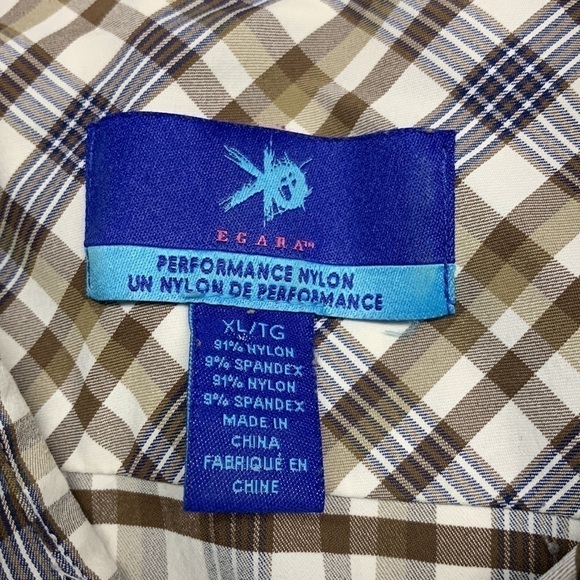 EGARA™
PERFORMANCE NYLON
UN NYLON DE PERFORMANCE
XL/TG
91% NYLON
9% SPANDEX
91% NYLON
9% SPANDEX
MADE IN
CHINA
FABRIQUÉ EN
CHINE